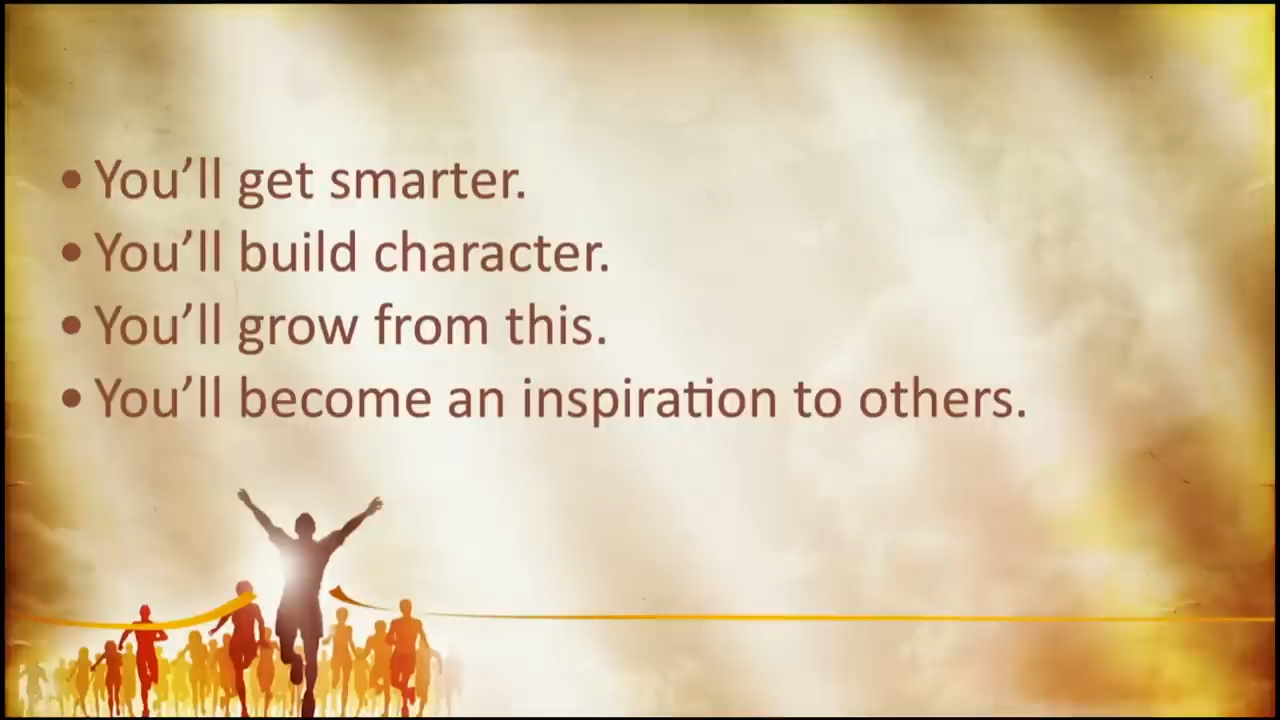 • You’ll get smarter.
• You’ll build character.
• You’ll grow from this.
• You’ll become an inspiration to others.